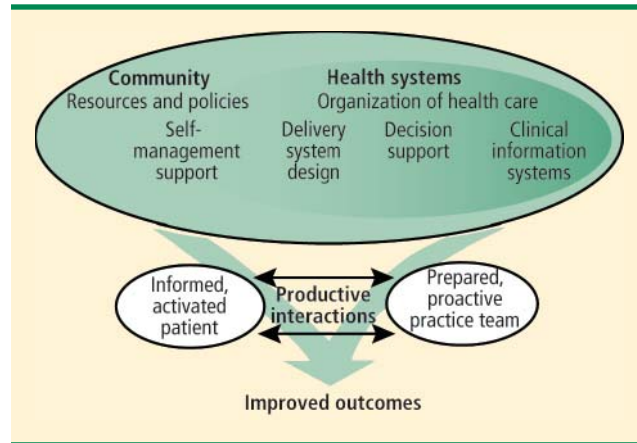 Community
Resources and policies
Health systems
Organization of health care
Self-
management
support
Delivery
system
design
Decision
support
Clinical
information
systems
Informed,
activated
patient
Productive
interactions
Prepared,
proactive
practice team
Improved outcomes